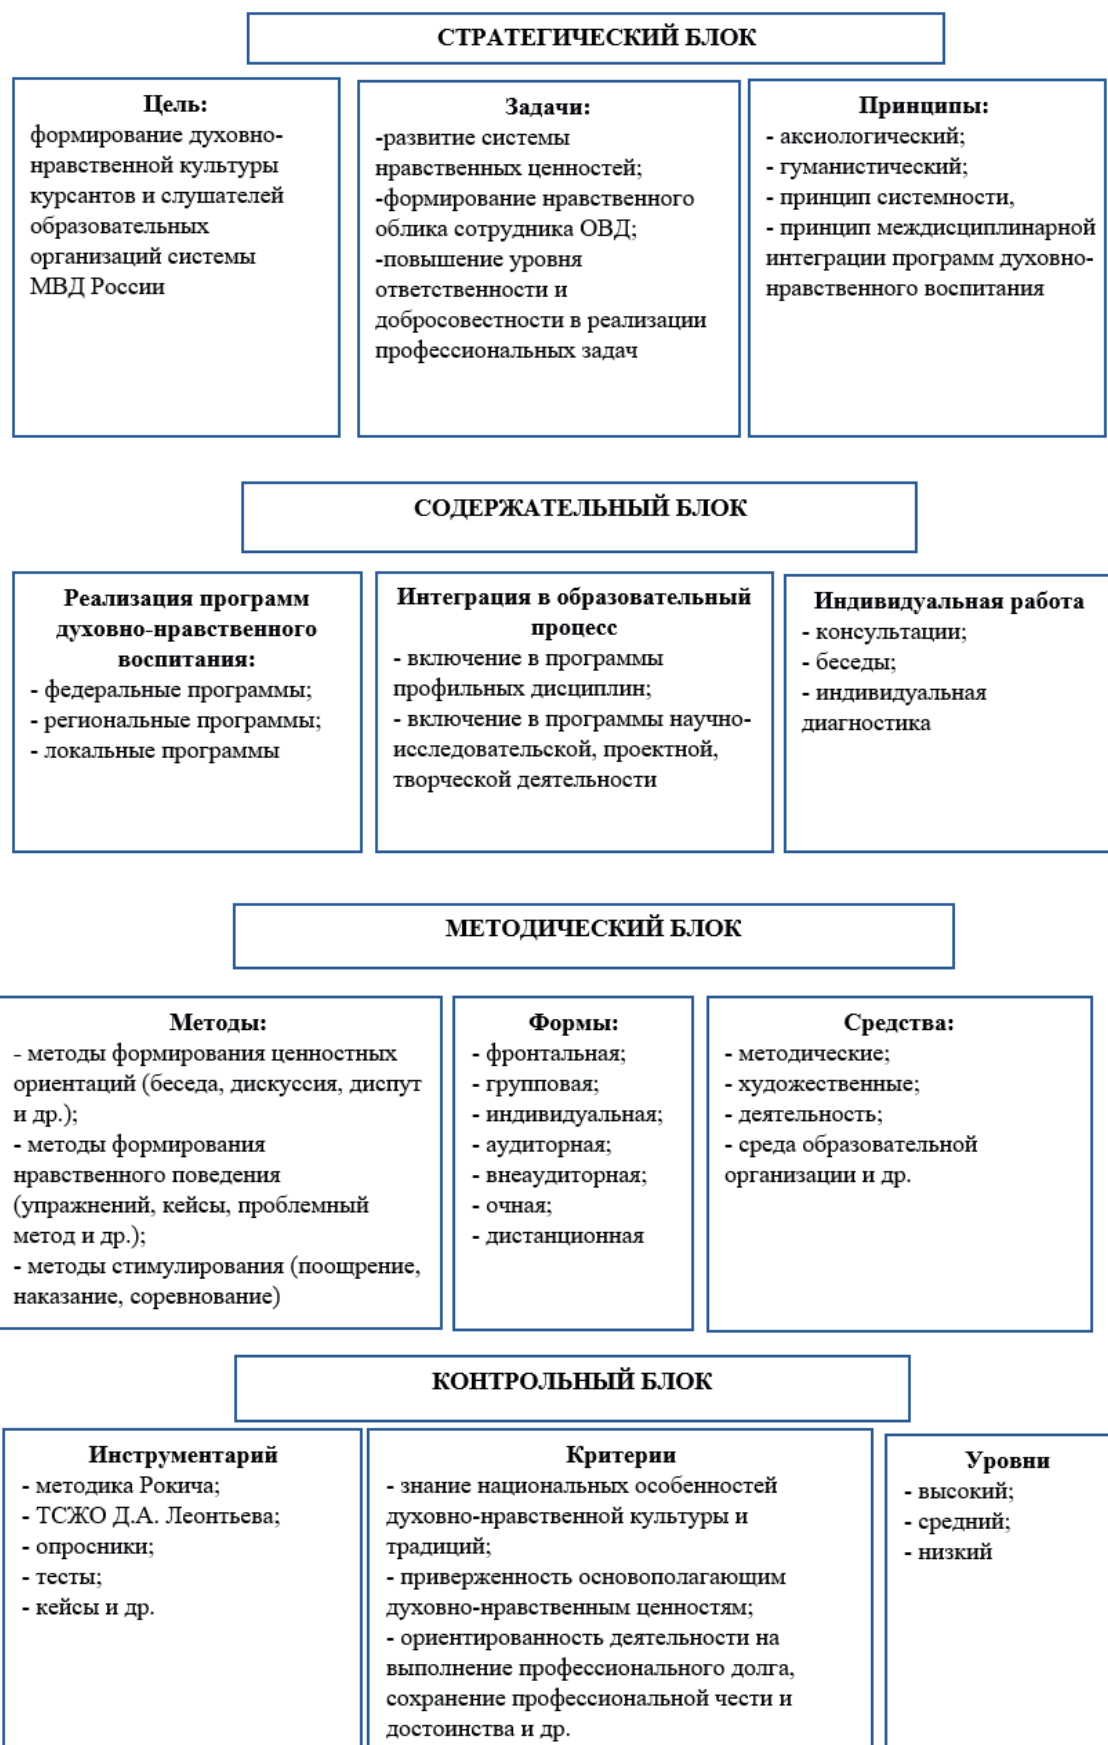 СТРАТЕГИЧЕСКИЙ БЛОК
Цель:
формирование духовно-
нравственной культуры
курсантов и слушателей
образовательных
организаций системы
МВД России
Задачи:
-развитие системы
нравственных ценностей;
-формирование нравственного
облика сотрудника ОВД;
-повышение уровня
ответственности и
добросовестности в реализации
профессиональных задач
Принципы:
- аксиологический;
- гуманистический;
- принцип системности,
- принцип междисциплинарной
интеграции программ духовно-
нравственного воспитания
СОДЕРЖАТЕЛЬНЫЙ БЛОК
Реализация программ
духовно-нравственного
воспитания:
- федеральные программы;
- региональные программы;
- локальные программы
Интеграция в образовательный
процесс
- включение в программы
профильных дисциплин;
- включение в программы научно-
исследовательской, проектной,
творческой деятельности
Индивидуальная работа
- консультации;
- беседы;
- индивидуальная
диагностика
МЕТОДИЧЕСКИЙ БЛОК
Методы:
- методы формирования ценностных
ориентаций (беседа, дискуссия, диспут
и др.);
- методы формирования
нравственного поведения
(упражнений, кейсы, проблемный
метод и др.);
- методы стимулирования (поощрение,
наказание, соревнование)
Формы:
- фронтальная;
- групповая;
- индивидуальная;
- аудиторная;
- внеаудиторная;
- очная;
- дистанционная
Средства:
- методические;
- художественные;
- деятельность;
- среда образовательной
организации и др.
КОНТРОЛЬНЫЙ БЛОК
Инструментарий
- методика Рокича;
- ТСЖО Д.А. Леонтьева;
- опросники;
- тесты;
- кейсы и др.
Критерии
- знание национальных особенностей
духовно-нравственной культуры и
традиций;
- приверженность основополагающим
духовно-нравственным ценностям;
- ориентированность деятельности на
выполнение профессионального долга,
сохранение профессиональной чести и
достоинства и др.
Уровни
- высокий;
- средний;
- низкий